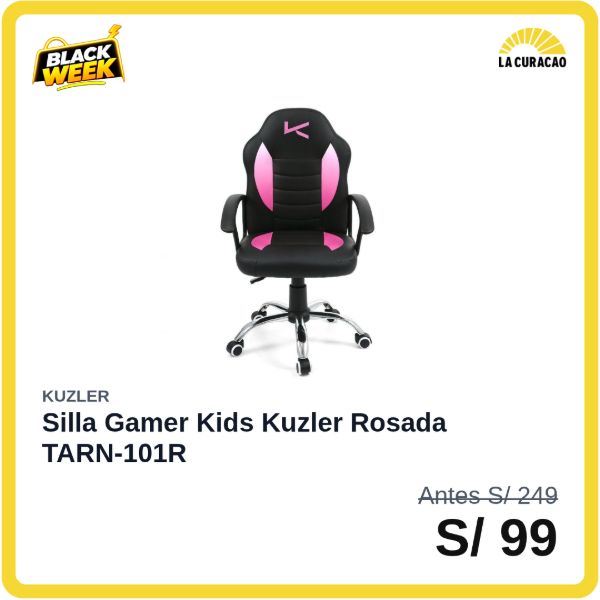 BLACK
WEEK
LA CURACAO
KUZLER
Silla Gamer Kids Kuzler Rosada
TARN-101R
Antes S/ 249
S/ 99